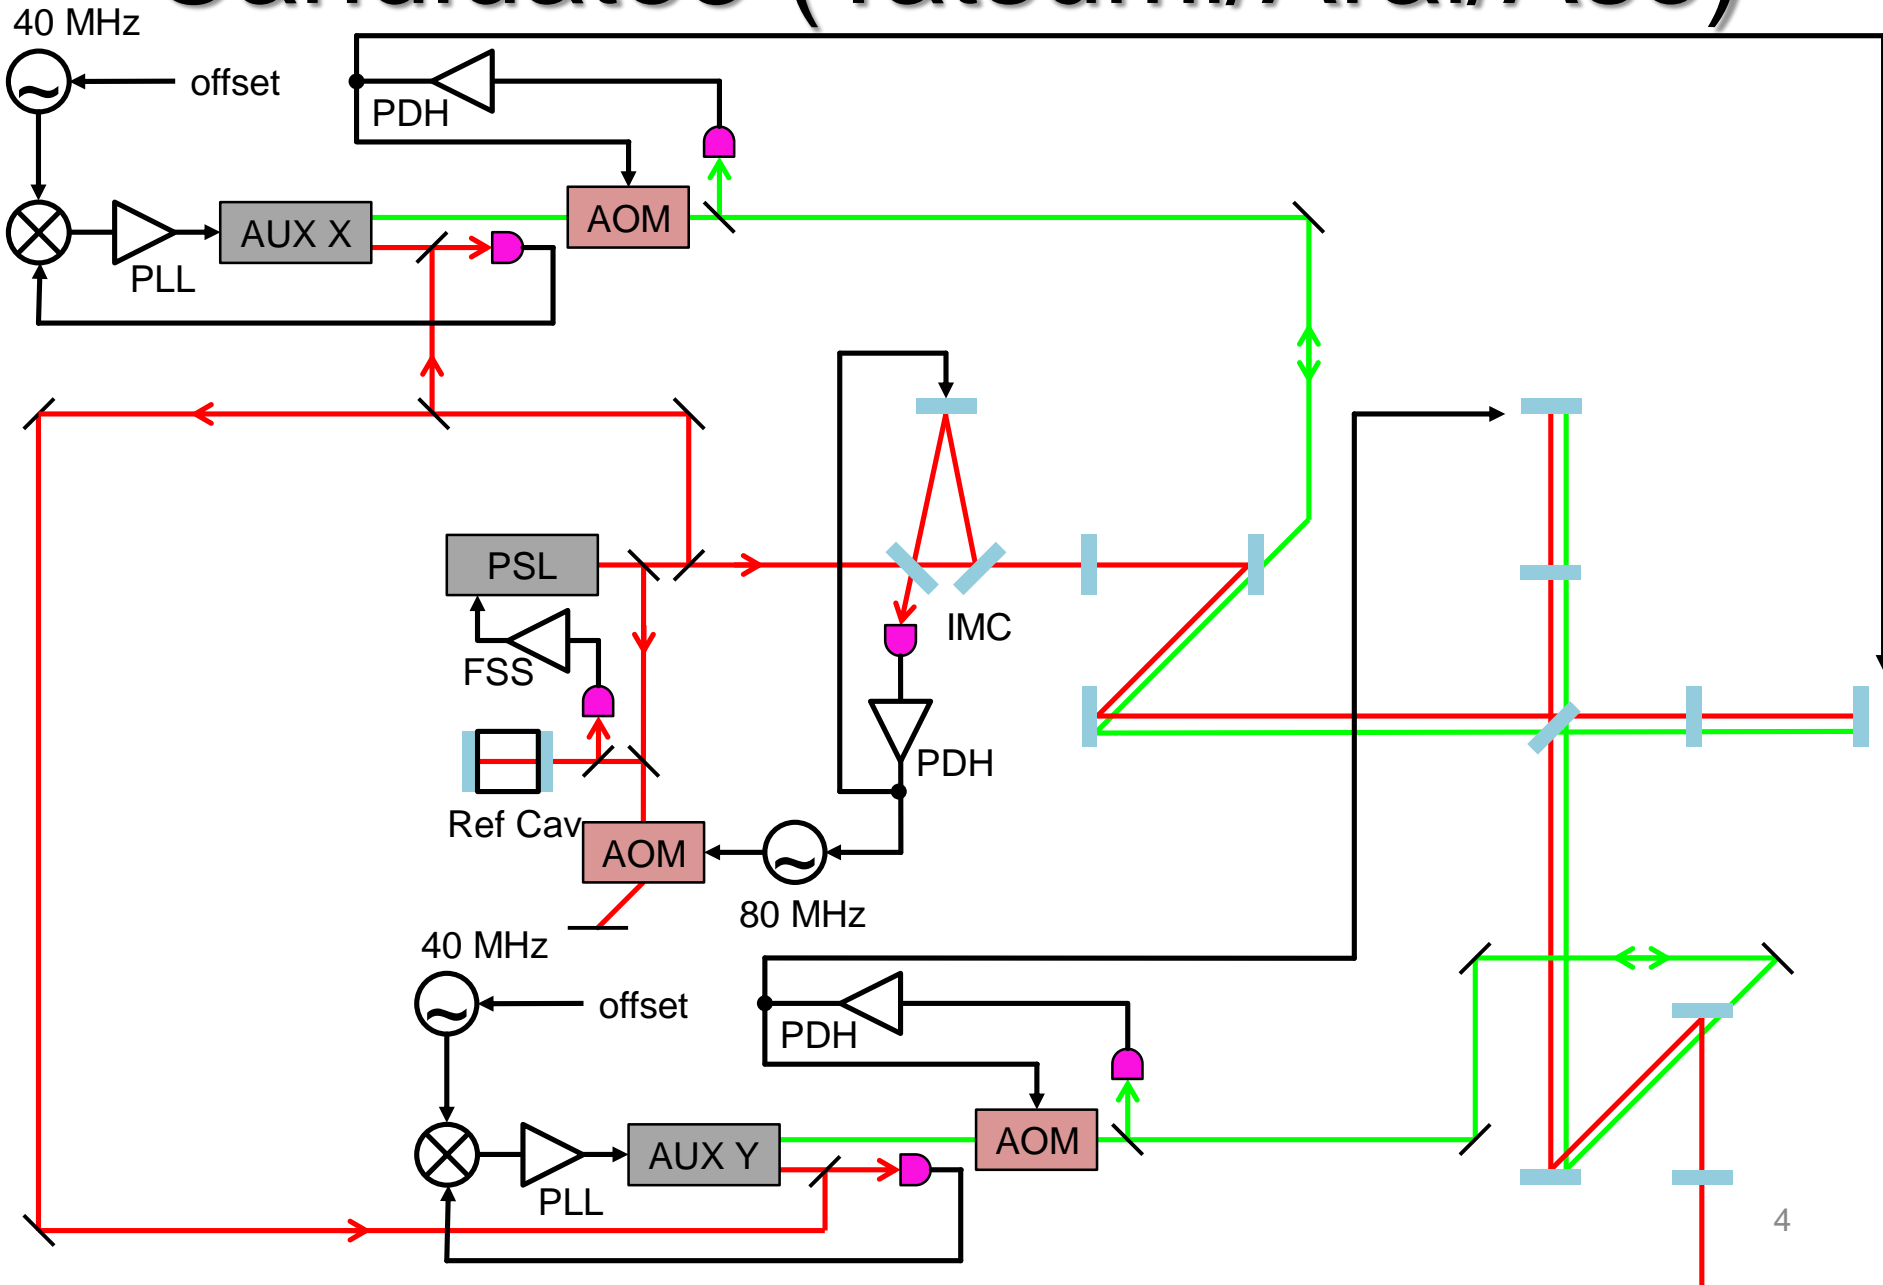 40 MHz
offset
PDH
AUX X
AOM
PLL
PSL
IMC
FSS
PDH
Ref Cav
AOM
80 MHz
40 MHz
offset
PDH
AUX Y
AOM
PLL
4